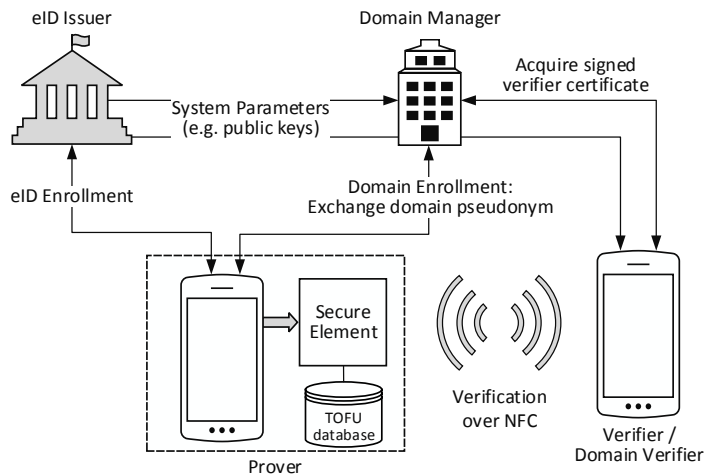 eID Issuer
Domain Manager
Acquire signed
verifier certificate
System Parameters
(e.g. public keys)
eID Enrollment
Domain Enrollment:
Exchange domain pseudonym
Secure
Element
TOFU
database
Prover
Verification
over NFC
Verifier /
Domain Verifier